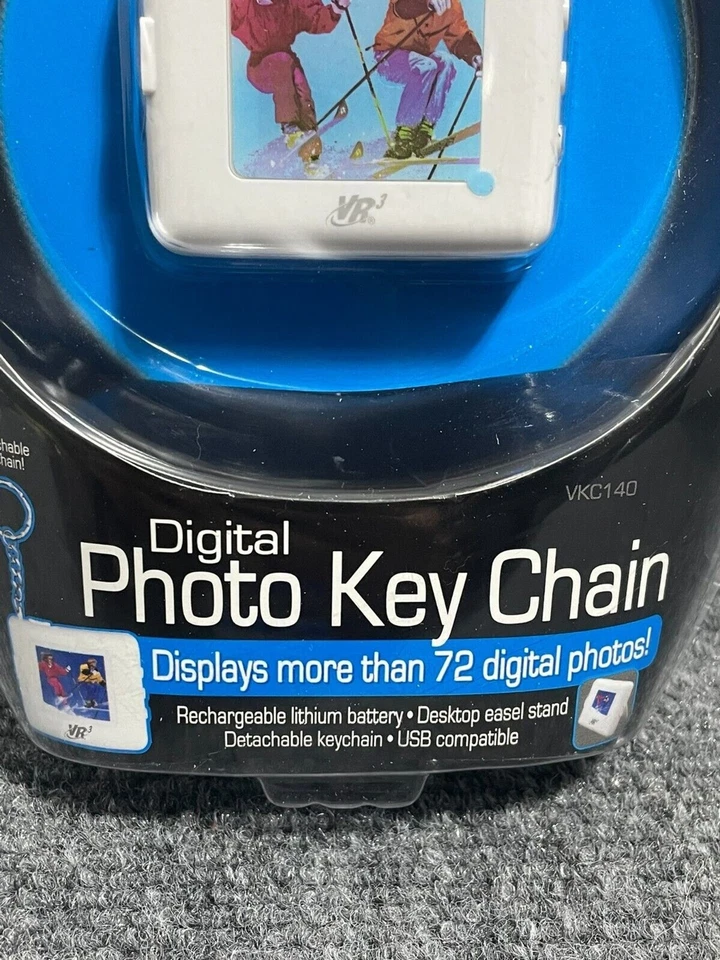 VR3
VKC140
Digital
Photo Key Chain
Displays more than 72 digital photos!
Rechargeable lithium battery • Desktop easel stand
Detachable keychain • USB compatible
VR3